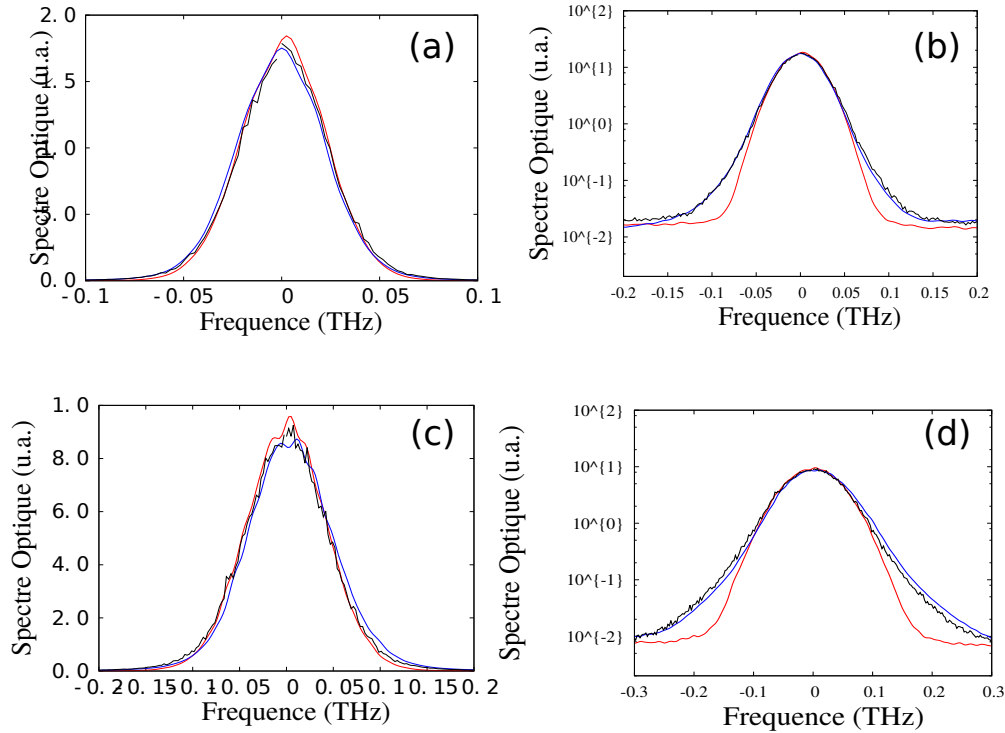 2. 0
(a)
1.5
1. 0
5.0
0. 0
Spectre Optique (u.a.)
-0. 1 -0.05 0 0.05 0. 1
Frequence (THz)
10^{2}
(b)
10^{1}
10^{0}
10^{-1}
10^{-2}
Spectre Optique (u.a.)
-0.2 -0.15 -0.1 -0.05 0 0.05 0.1 0.15 0.2
Frequence (THz)
1. 0
(c)
8. 0
6. 0
4. 0
2. 0
0. 0
Spectre Optique (u.a.)
-0. 2 0. 15 0. 1 0.05 0 0.05 0. 10. 15 0. 2
Frequence (THz)
10^{2}
(d)
10^{1}
10^{0}
10^{-1}
10^{-2}
Spectre Optique (u.a.)
-0.3 -0.2 -0.1 0 0.1 0.2 0.3
Frequence (THz)